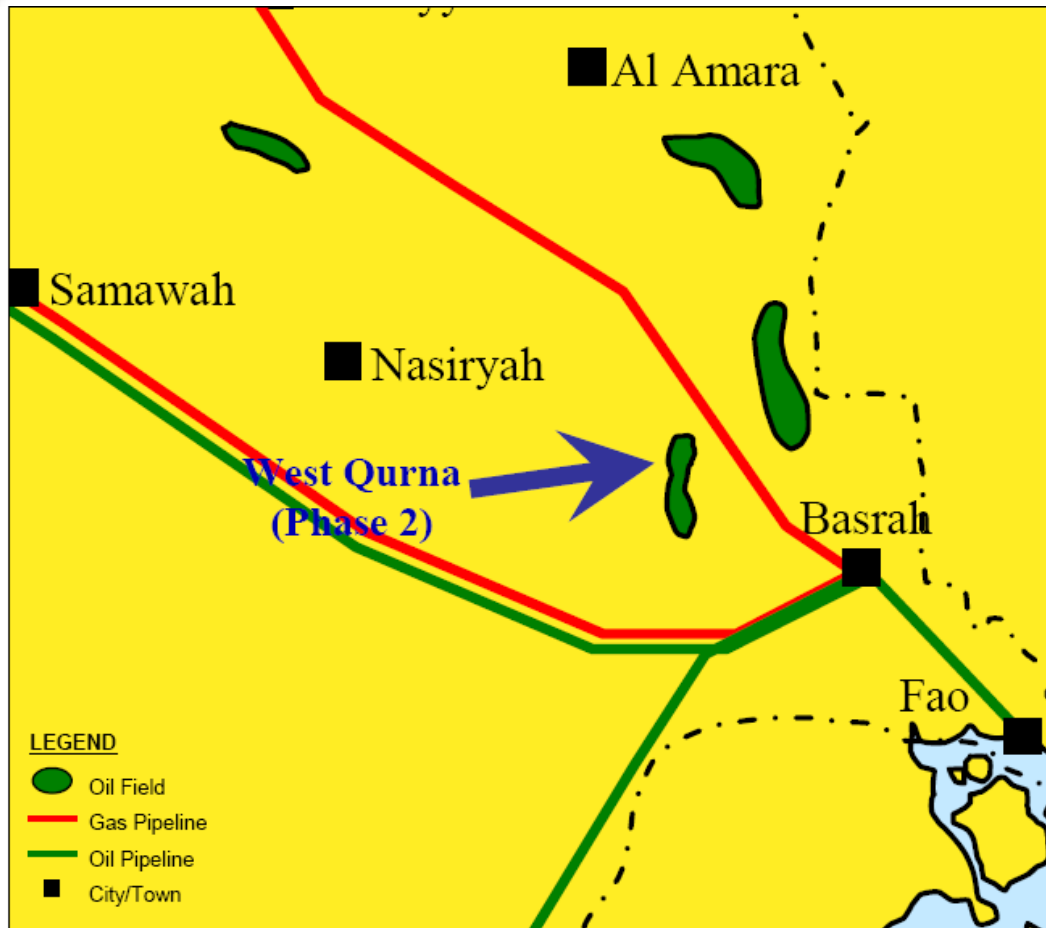 Al Amara
Samawah
Nasiryah
West Qurna
(Phase 2)
Basrah
Fao
LEGEND
Oil Field
Gas Pipeline
Oil Pipeline
City/Town